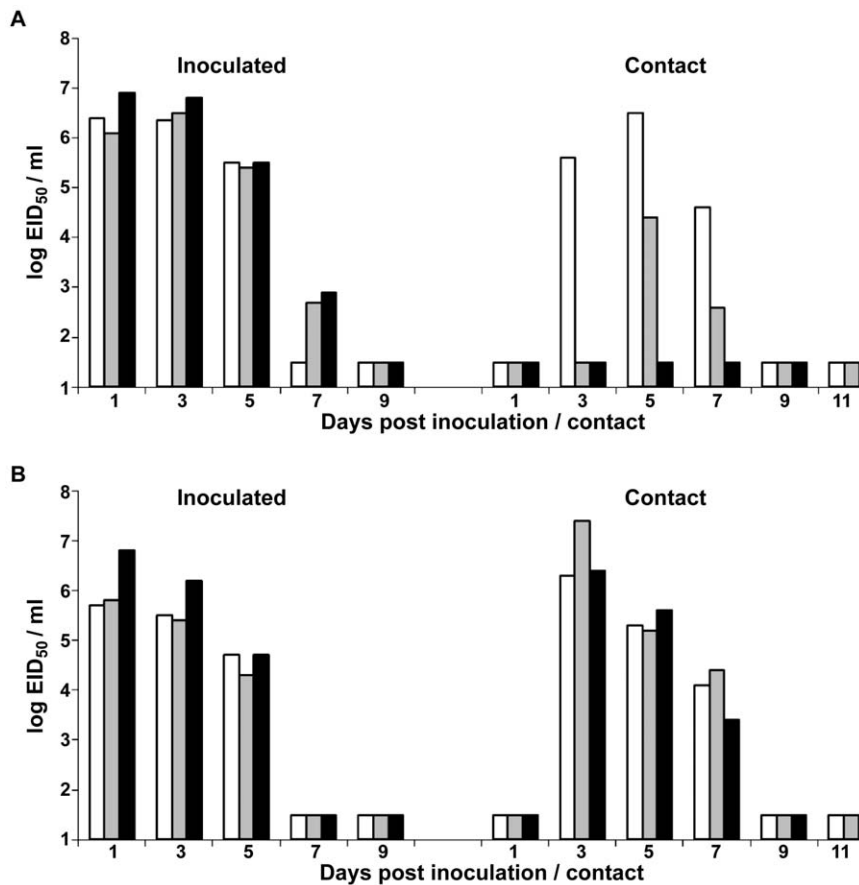 A
8
7
6
5
4
3
2
1
log EID₅₀ / ml
Inoculated
Contact
1 3 5 7 9 1 3 5 7 9 11
Days post inoculation / contact
B
8
7
6
5
4
3
2
1
log EID₅₀ / ml
Inoculated
Contact
1 3 5 7 9 1 3 5 7 9 11
Days post inoculation / contact